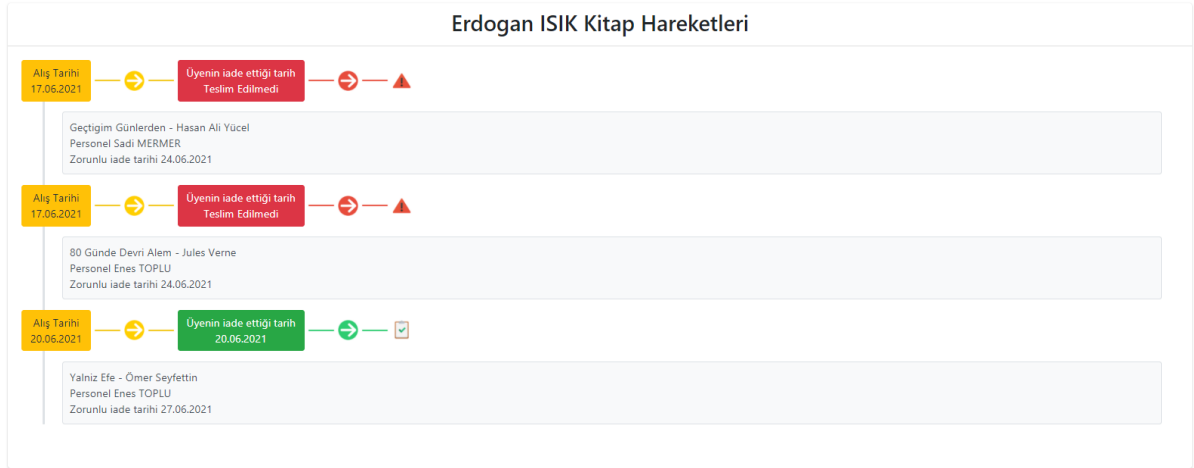 Erdogan ISIK Kitap Hareketleri
Alış Tarihi
17.06.2021
Üyenin iade ettiği tarih
Teslim Edilmedi
Geçtigim Günlerden - Hasan Ali Yücel
Personel Sadi MERMER
Zorunlu iade tarihi 24.06.2021
Alış Tarihi
17.06.2021
Üyenin iade ettiği tarih
Teslim Edilmedi
80 Günde Devri Alem - Jules Verne
Personel Enes TOPLU
Zorunlu iade tarihi 24.06.2021
Alış Tarihi
20.06.2021
Üyenin iade ettiği tarih
20.06.2021
Yalniz Efe - Ömer Seyfettin
Personel Enes TOPLU
Zorunlu iade tarihi 27.06.2021